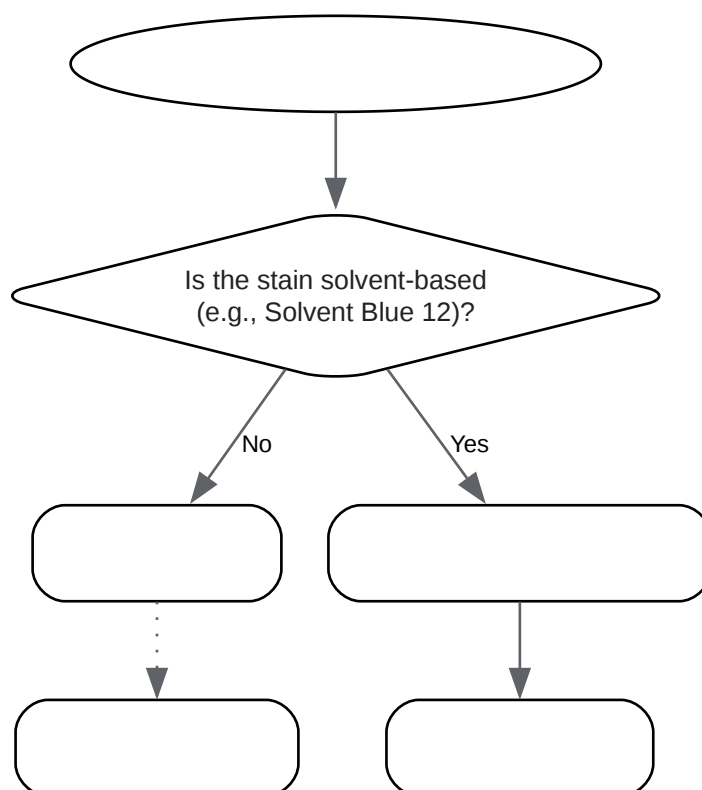 Is the stain solvent-based
(e.g., Solvent Blue 12)?
No
Yes